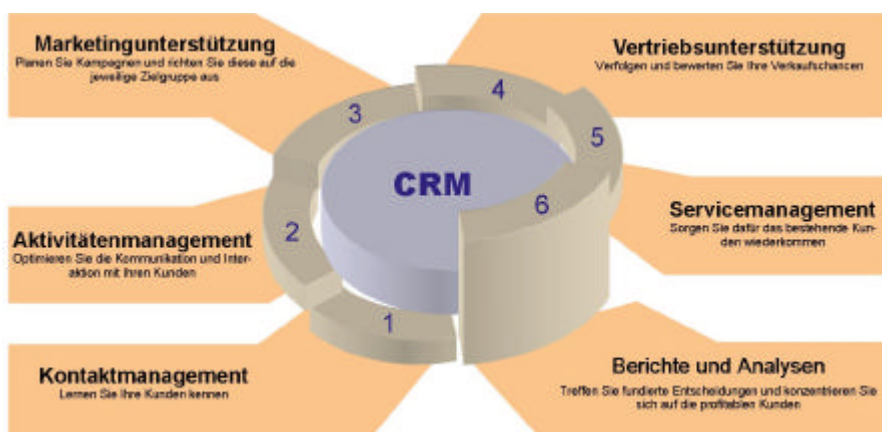 Marketingunterstützung
Planen Sie Kampagnen und richten Sie diese auf die
jeweilige Zielgruppe aus
Vertriebsunterstützung
Verfolgen und bewerten Sie Ihre Verkaufschancen
3
4
5
CRM
2
6
Aktivitätenmanagement
Optimieren Sie die Kommunikation und Inter-
aktion mit Ihren Kunden
Servicemanagement
Sorgen Sie dafür das bestehende Kun-
den wiederkommen
1
Kontaktmanagement
Lernen Sie Ihre Kunden kennen
Berichte und Analysen
Treffen Sie fundierte Entscheidungen und konzentrieren Sie
sich auf die profitablen Kunden